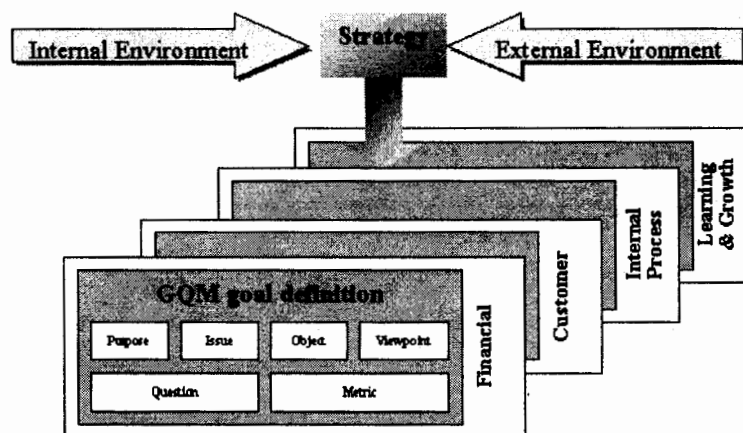 Strategy
Internal Environment
External Environment
Learning
& Growth
Internal
Process
Customer
Financial
GQM goal definition
Purpose
Issue
Object
Viewpoint
Question
Metric